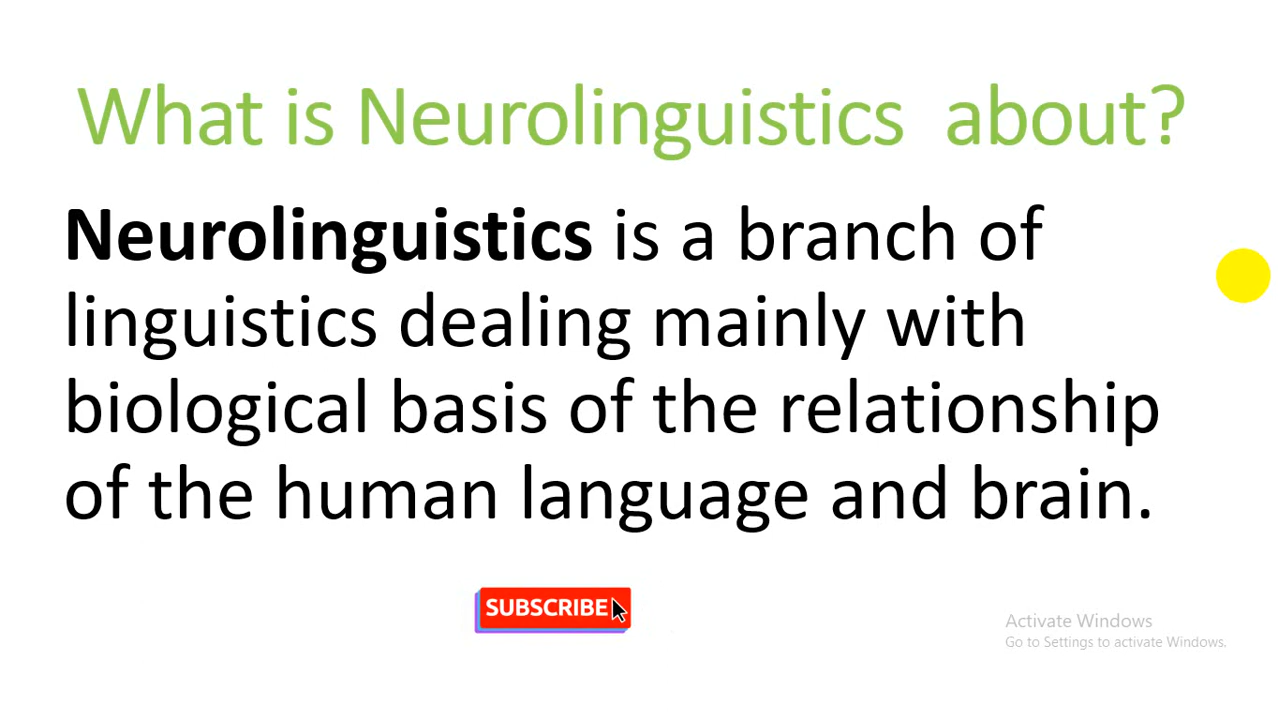 What is Neurolinguistics about?
Neurolinguistics is a branch of
linguistics dealing mainly with
biological basis of the relationship
of the human language and brain.
SUBSCRIBE
Activate Windows
Go to Settings to activate Windows.